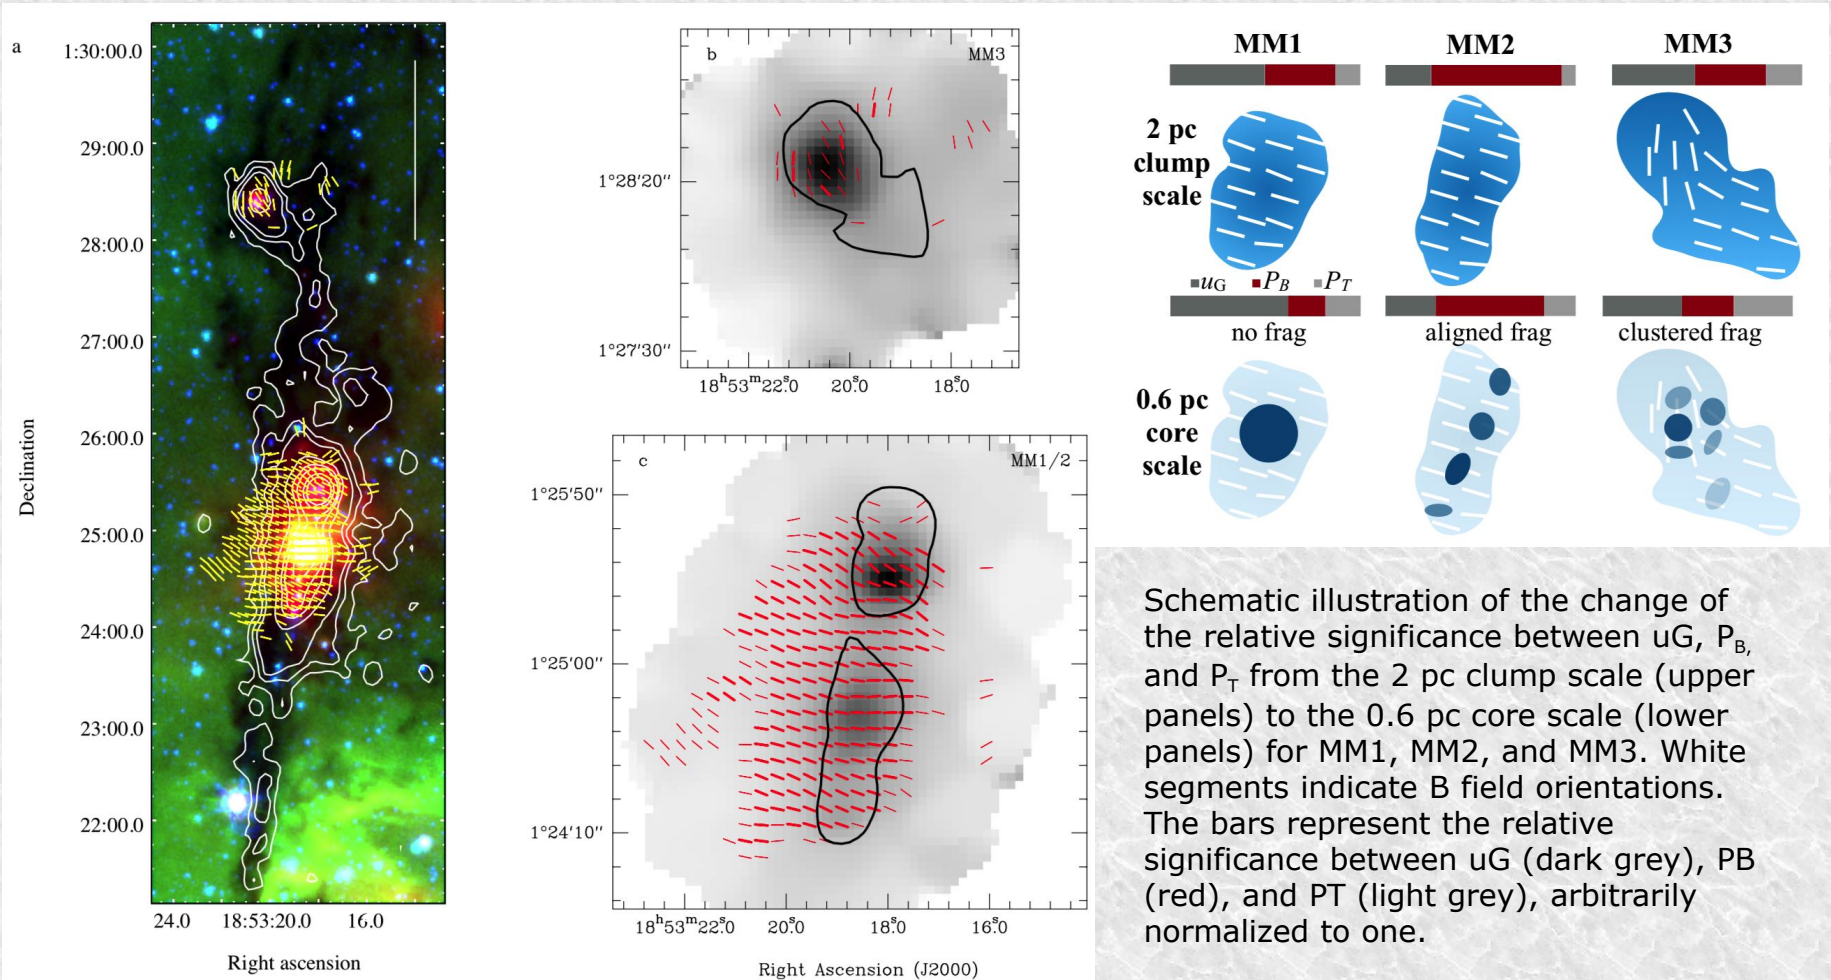 a
1:30:00.0
29:00.0
28:00.0
27:00.0
26:00.0
25:00.0
24:00.0
23:00.0
22:00.0
Declination
24.0 18:53:20.0 16.0
Right ascension
b MM3
1°28'20"
1°27'30"
18ʰ53ᵐ22ˢ.0 20ˢ.0 18ˢ.0
c MM1/2
1°25'50"
1°25'00"
1°24'10"
18ʰ53ᵐ22ˢ.0 20ˢ.0 18ˢ.0 16ˢ.0
Right Ascension (J2000)
MM1 MM2 MM3
2 pc
clump
scale
uG PB PT
no frag aligned frag clustered frag
0.6 pc
core
scale
Schematic illustration of the change of
the relative significance between uG, PB,
and PT from the 2 pc clump scale (upper
panels) to the 0.6 pc core scale (lower
panels) for MM1, MM2, and MM3. White
segments indicate B field orientations.
The bars represent the relative
significance between uG (dark grey), PB
(red), and PT (light grey), arbitrarily
normalized to one.